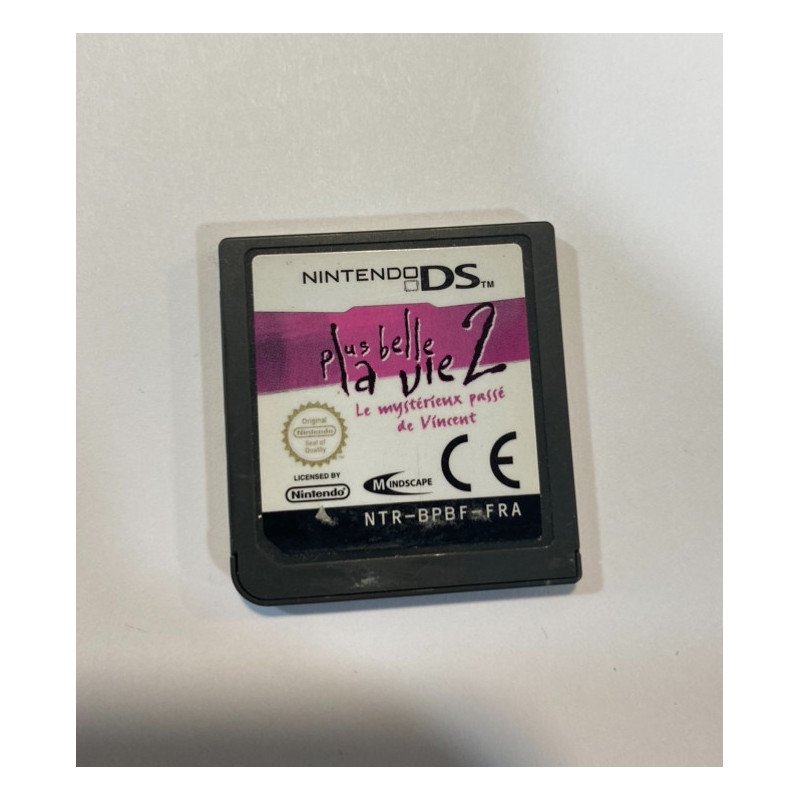 NINTENDO DS™
plus belle
la vie 2
Le mystérieux passé
de Vincent
Original
Nintendo
Seal of
Quality
™
LICENSED BY
Nintendo®
MINDSCAPE
CE
NTR-BPBF-FRA